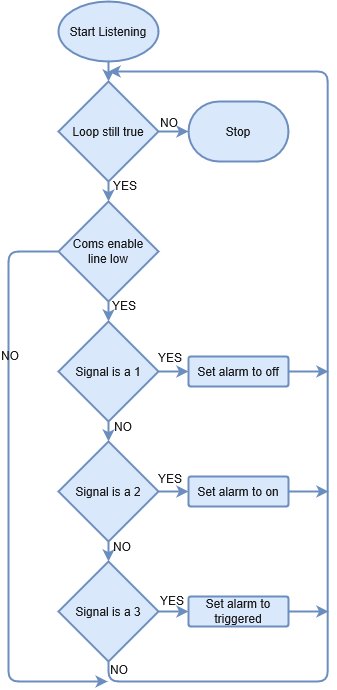 Start Listening
Loop still true
NO
Stop
YES
Coms enable
line low
YES
NO
Signal is a 1
YES
Set alarm to off
NO
Signal is a 2
YES
Set alarm to on
NO
Signal is a 3
YES
Set alarm to
triggered
NO